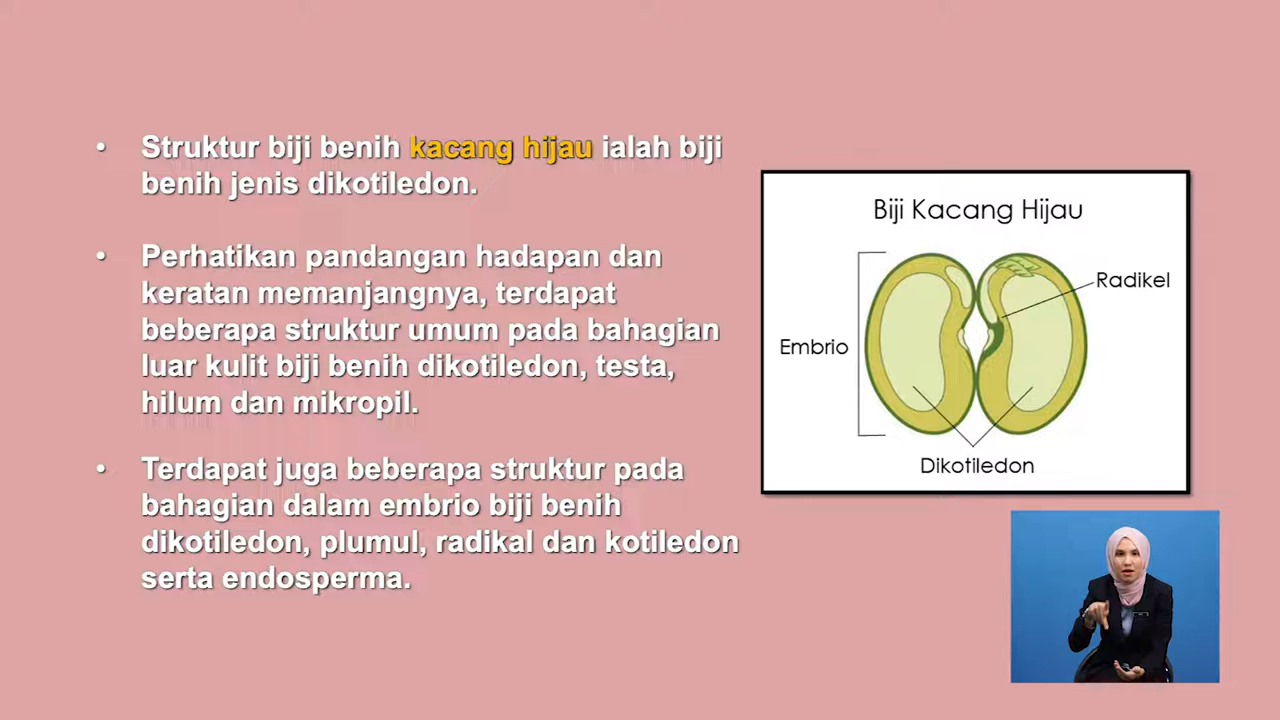 • Struktur biji benih kacang hijau ialah biji
benih jenis dikotiledon.
• Perhatikan pandangan hadapan dan
keratan memanjangnya, terdapat
beberapa struktur umum pada bahagian
luar kulit biji benih dikotiledon, testa,
hilum dan mikropil.
• Terdapat juga beberapa struktur pada
bahagian dalam embrio biji benih
dikotiledon, plumul, radikal dan kotiledon
serta endosperma.
Biji Kacang Hijau
Radikel
Embrio
Dikotiledon